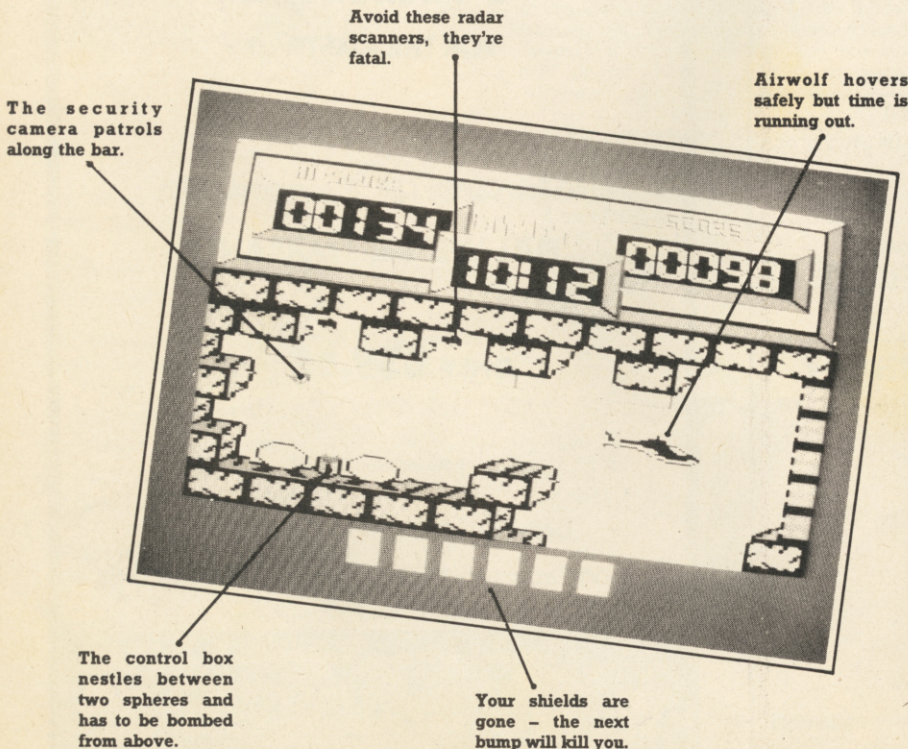 Avoid these radar
scanners, they're
fatal.
Airwolf hovers
safely but time is
running out.
The security
camera patrols
along the bar.
HI-SCORE
SCORE
00134
10:12
00098
The control box
nestles between
two spheres and
has to be bombed
from above.
Your shields are
gone – the next
bump will kill you.